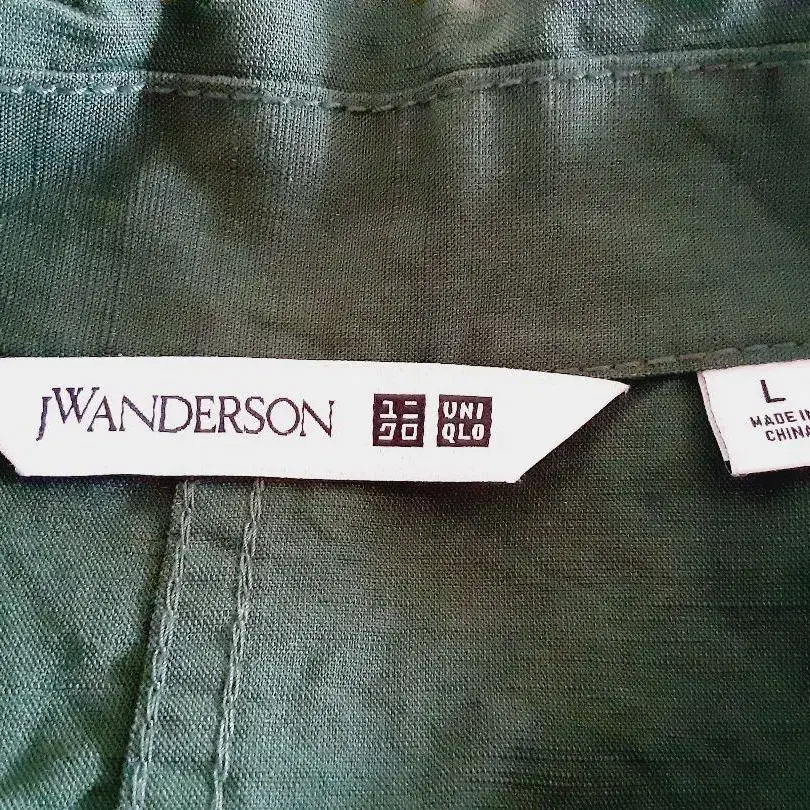 JWANDERSON
ユニ
クロ
UNI
QLO
L
MADE IN
CHINA